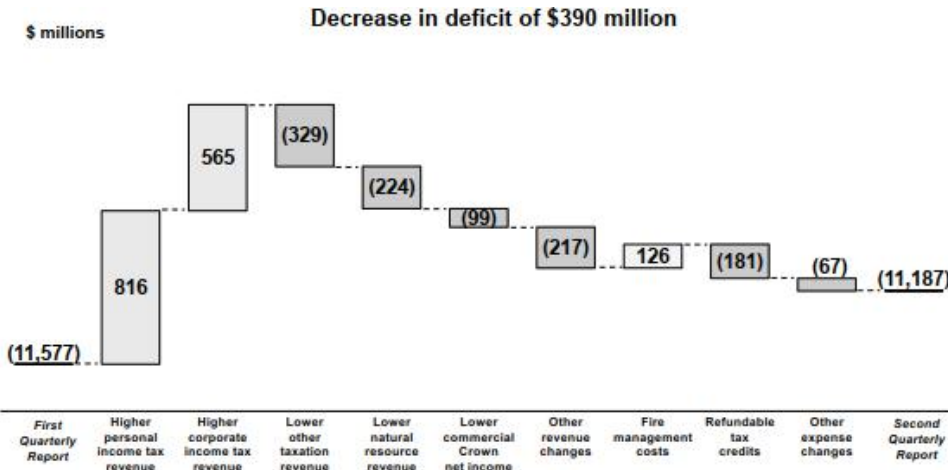 Decrease in deficit of $390 million
$ millions
(11,577)
816
565
(329)
(224)
(99)
(217)
126
(181)
(67)
(11,187)
First
Quarterly
Report
Higher
personal
income tax
revenue
Higher
corporate
income tax
revenue
Lower
other
taxation
revenue
Lower
natural
resource
revenue
Lower
commercial
Crown
net income
Other
revenue
changes
Fire
management
costs
Refundable
tax
credits
Other
expense
changes
Second
Quarterly
Report